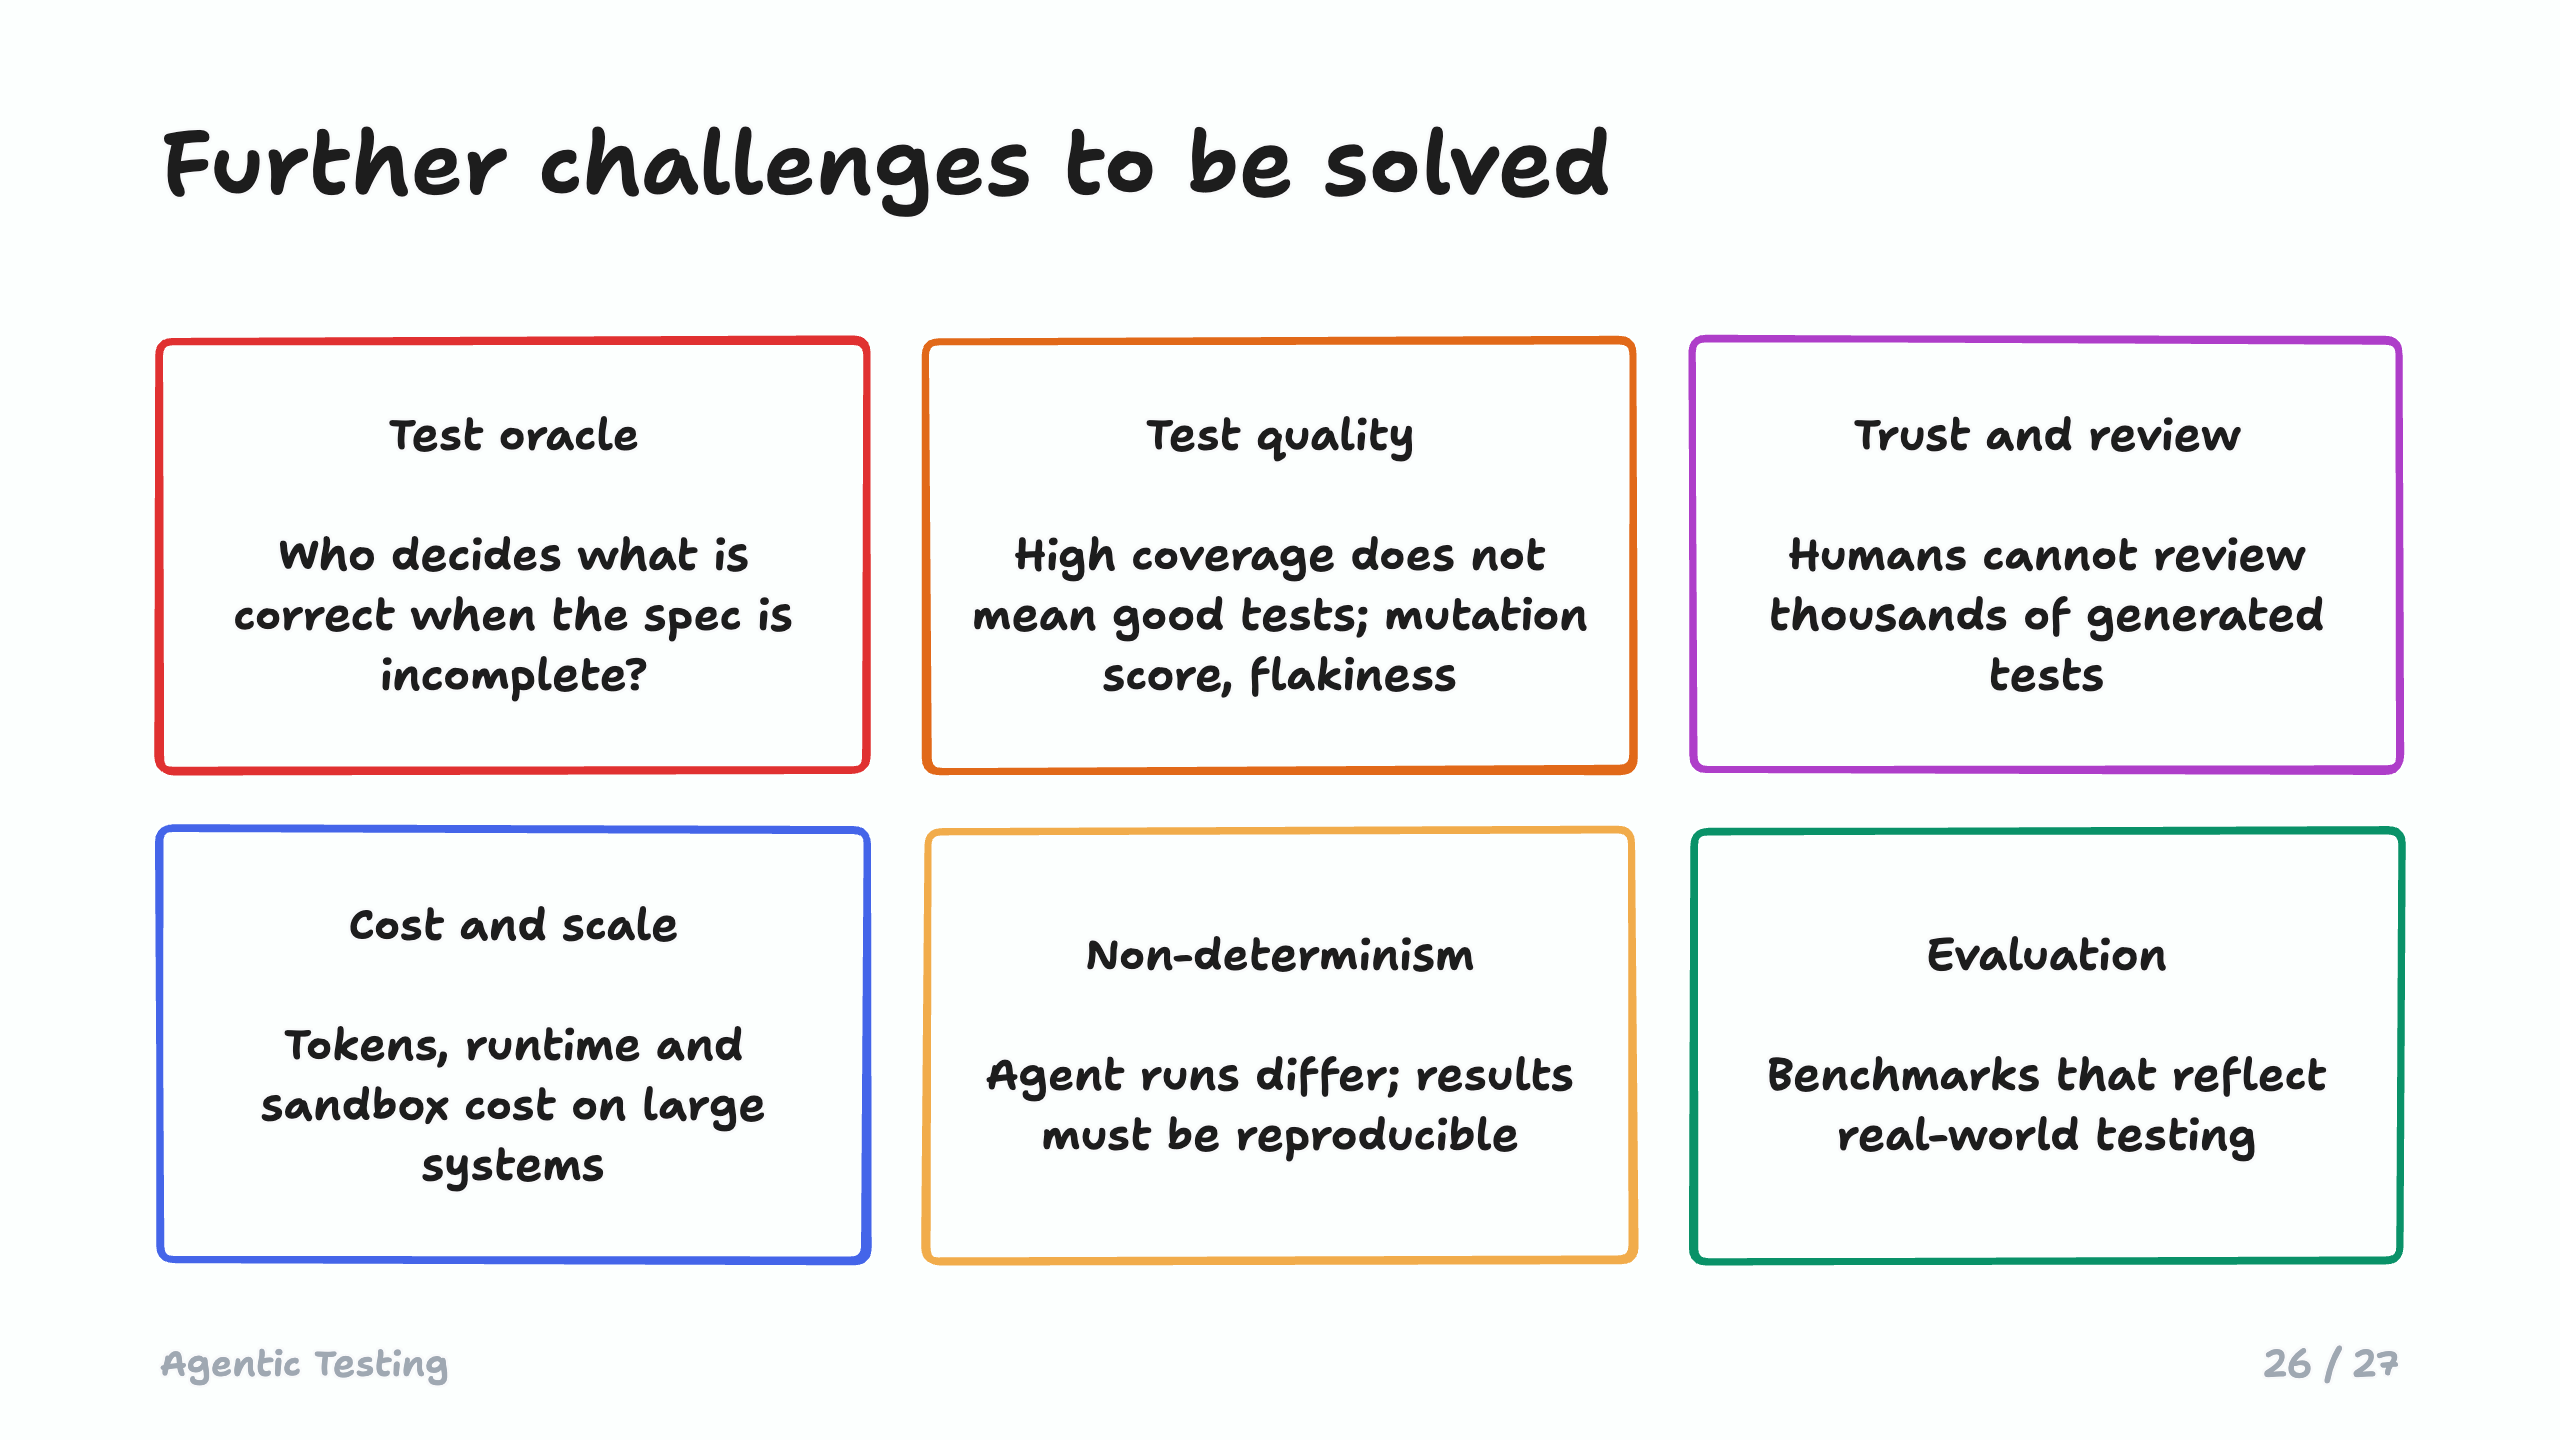 Further challenges to be solved
Test oracle
Who decides what is
correct when the spec is
incomplete?
Test quality
High coverage does not
mean good tests; mutation
score, flakiness
Trust and review
Humans cannot review
thousands of generated
tests
Cost and scale
Tokens, runtime and
sandbox cost on large
systems
Non-determinism
Agent runs differ; results
must be reproducible
Evaluation
Benchmarks that reflect
real-world testing
Agentic Testing
26 / 27